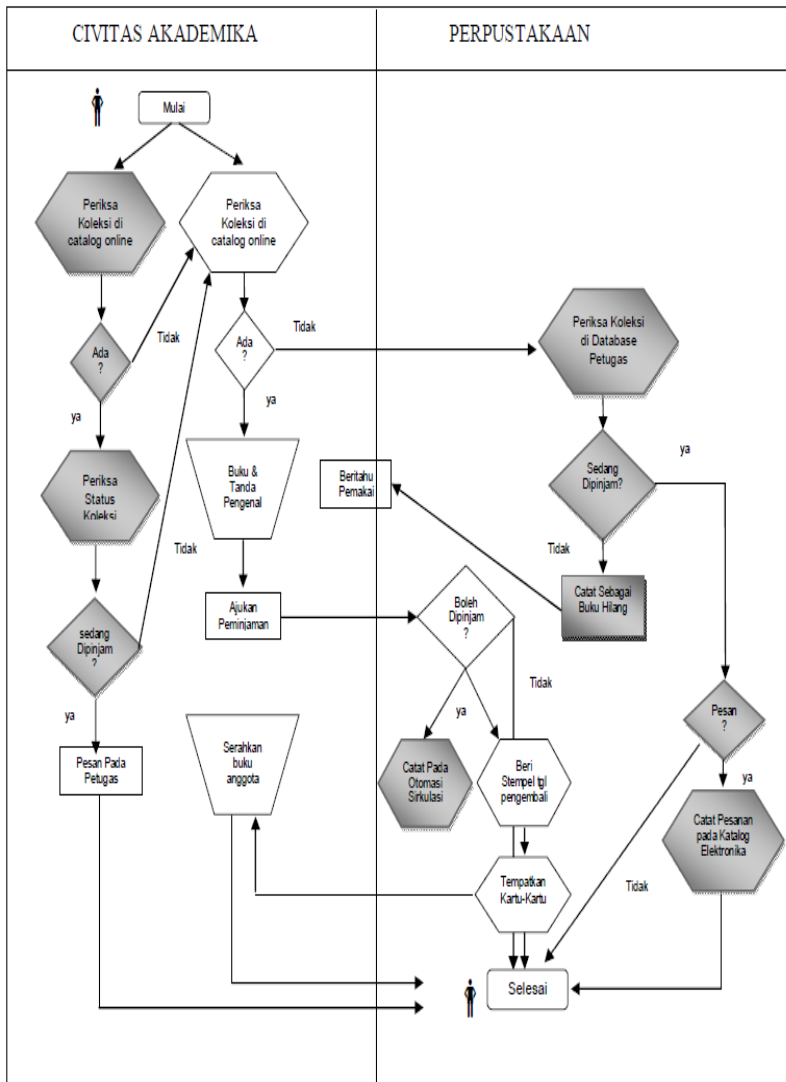 CIVITAS AKADEMIKA
PERPUSTAKAAN
Mulai
Periksa
Koleksi di
catalog online
Periksa
Koleksi di
catalog online
Ada
?
Tidak
ya
Ada
?
Tidak
ya
Periksa Koleksi
di Database
Petugas
Sedang
Dipinjam?
ya
Tidak
Catat Sebagai
Buku Hilang
Beritahu
Pemakai
Periksa
Status
Koleksi
Buku &
Tanda
Pengenal
Tidak
sedang
Dipinjam
?
ya
Pesan Pada
Petugas
Ajukan
Peminjaman
Boleh
Dipinjam
?
ya
Tidak
Catat Pada
Otomasi
Sirkulasi
Beri
Stempel tgl
pengembali
Tempatkan
Kartu-Kartu
Serahkan
buku
anggota
Pesan
?
ya
Tidak
Catat Pesanan
pada Katalog
Elektronika
Selesai